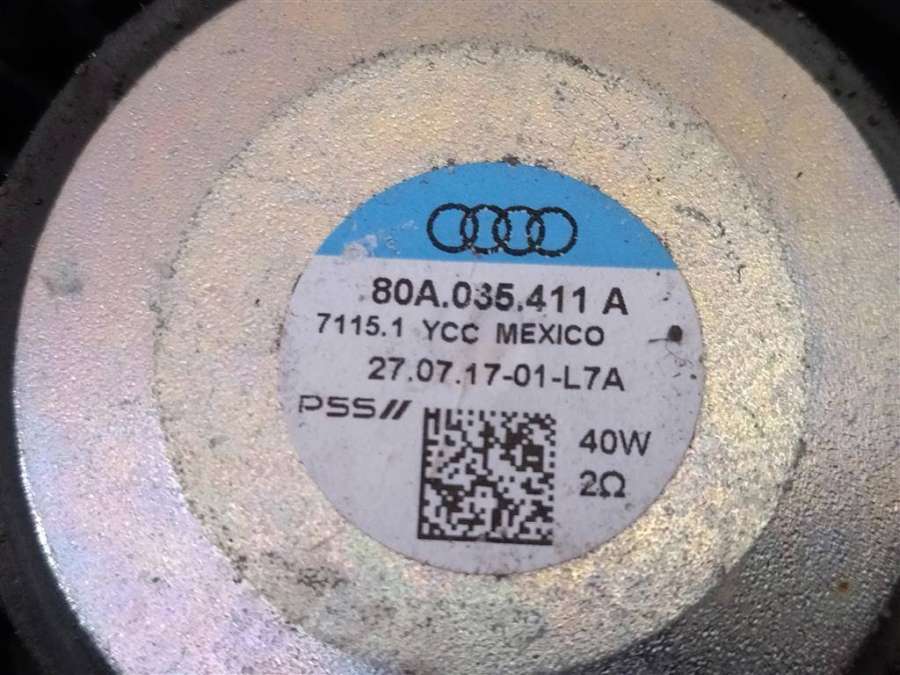 80A.035.411 A
7115.1 YCC MEXICO
27.07.17-01-L7A
PSS//
40W
2Ω